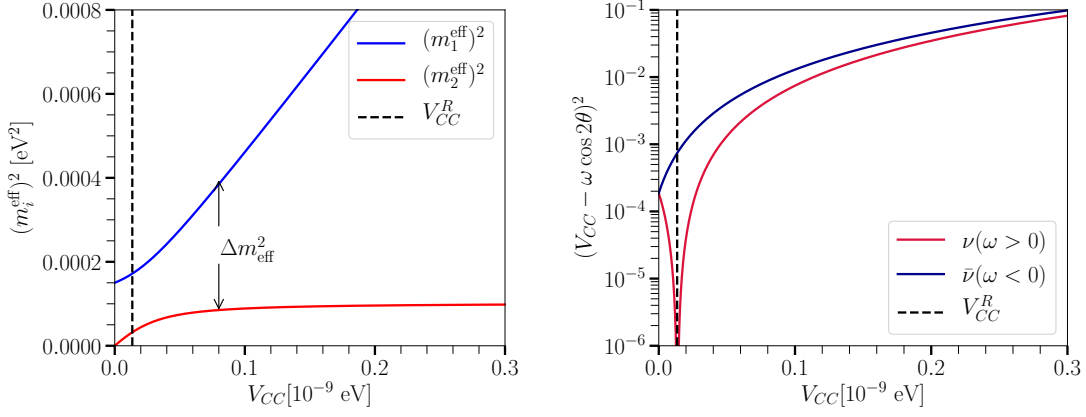 0.0008
0.0006
0.0004
0.0002
0.0000
(m_i^eff)^2 [eV^2]
(m_1^eff)^2
(m_2^eff)^2
V_CC^R
Δm_eff^2
0.0 0.1 0.2 0.3
V_CC[10^−9 eV]
10^−1
10^−2
10^−3
10^−4
10^−5
10^−6
(V_CC − ω cos 2θ)^2
ν(ω > 0)
ν̄(ω < 0)
V_CC^R
0.0 0.1 0.2 0.3
V_CC[10^−9 eV]